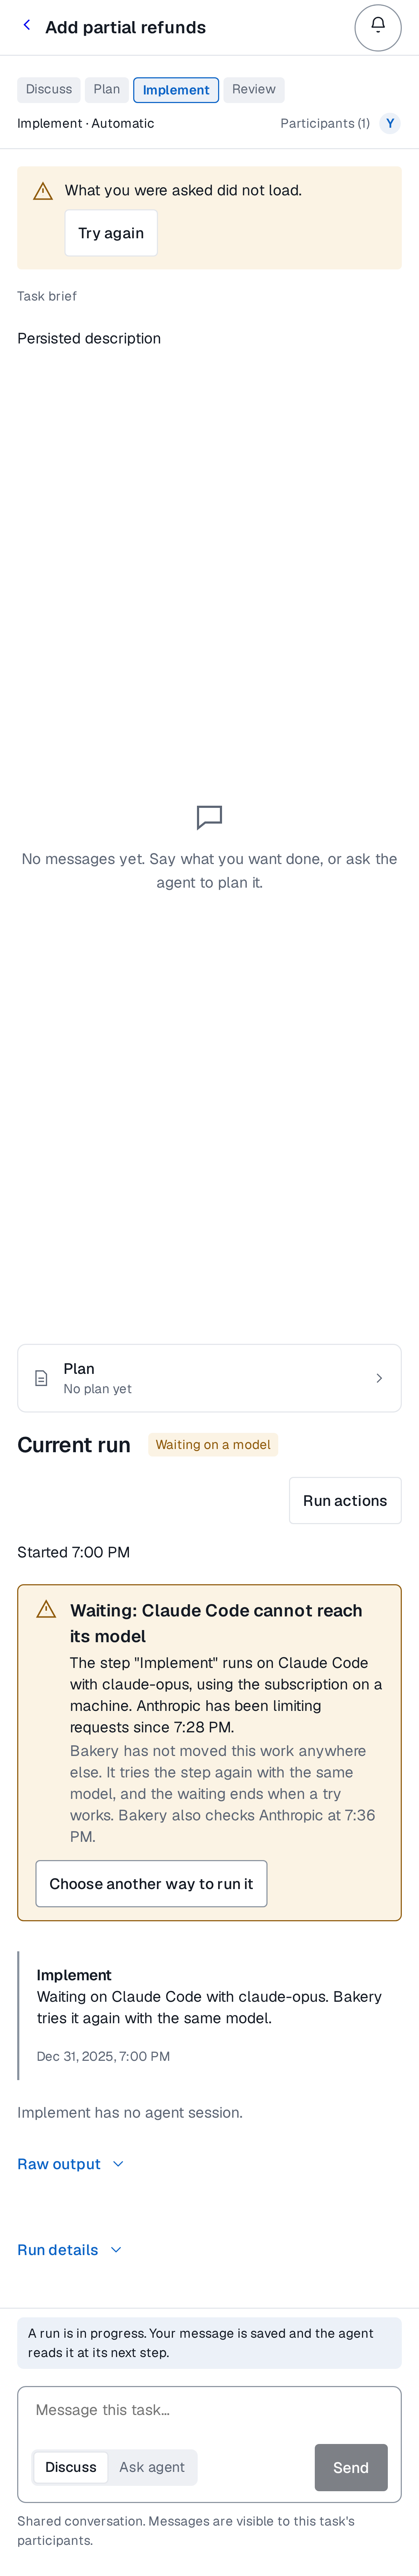 Add partial refunds
Discuss
Plan
Implement
Review
Implement · Automatic
Participants (1)
Y
What you were asked did not load.
Try again
Task brief
Persisted description
No messages yet. Say what you want done, or ask the
agent to plan it.
Plan
No plan yet
Current run
Waiting on a model
Run actions
Started 7:00 PM
Waiting: Claude Code cannot reach
its model
The step "Implement" runs on Claude Code
with claude-opus, using the subscription on a
machine. Anthropic has been limiting
requests since 7:28 PM.
Bakery has not moved this work anywhere
else. It tries the step again with the same
model, and the waiting ends when a try
works. Bakery also checks Anthropic at 7:36
PM.
Choose another way to run it
Implement
Waiting on Claude Code with claude-opus. Bakery
tries it again with the same model.
Dec 31, 2025, 7:00 PM
Implement has no agent session.
Raw output
Run details
A run is in progress. Your message is saved and the agent
reads it at its next step.
Message this task...
Discuss
Ask agent
Send
Shared conversation. Messages are visible to this task's
participants.